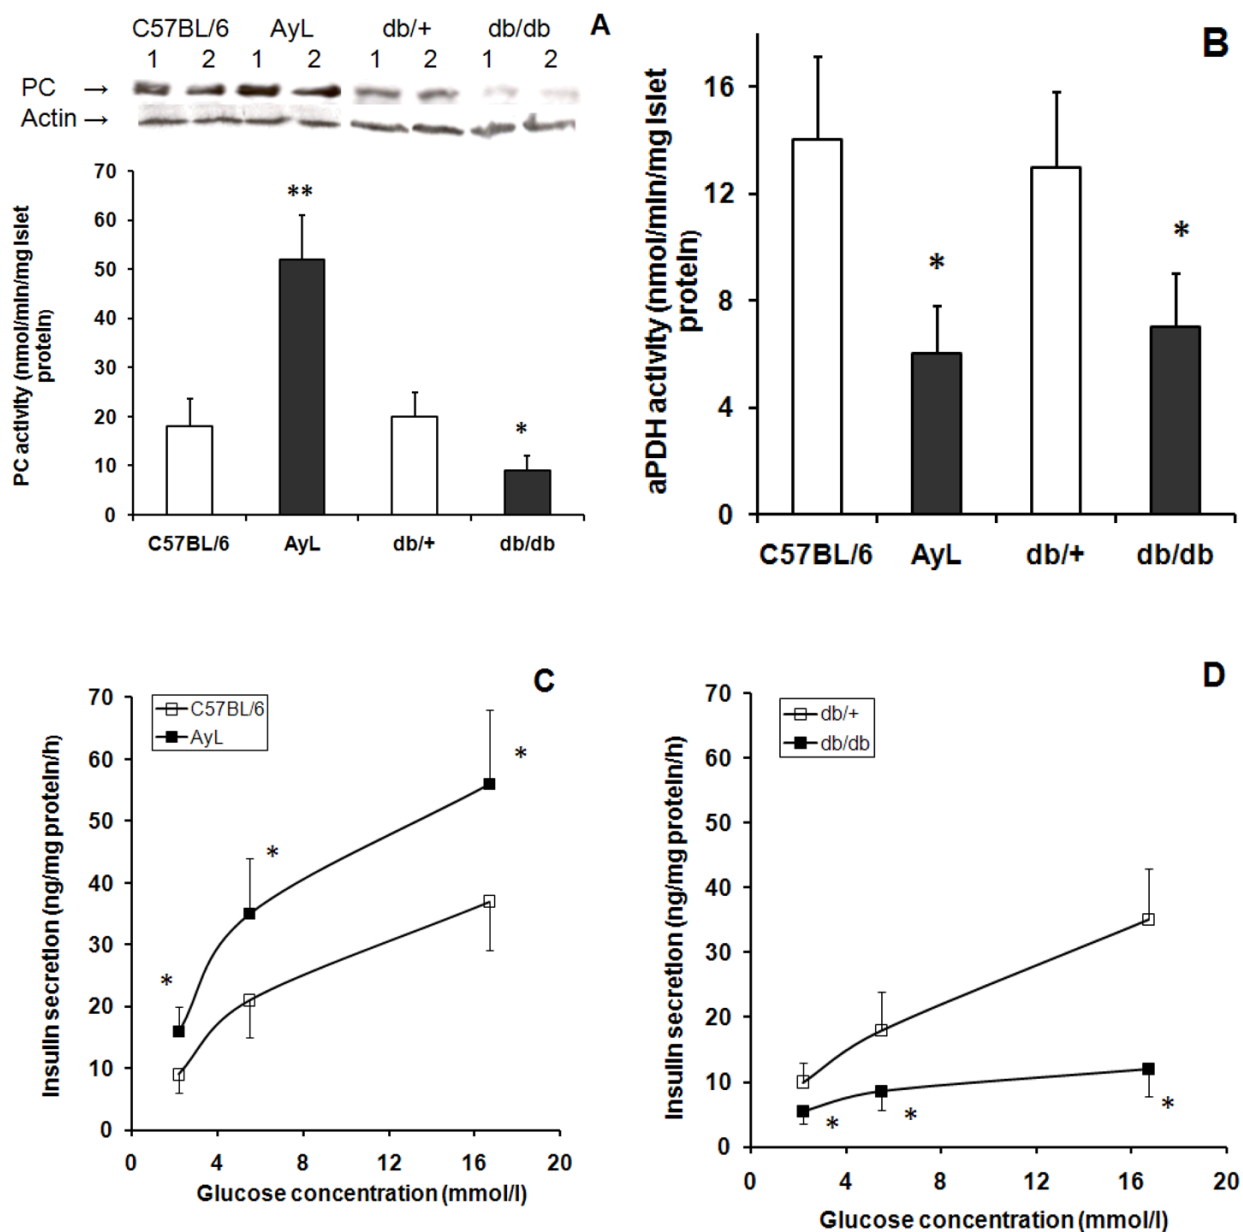 C57BL/6 AyL db/+ db/db A
1 2 1 2 1 2 1 2
PC →
Actin →
70
60
50
40
30
20
10
0
PC activity (nmol/min/mg Islet
protein)
** 
*
C57BL/6 AyL db/+ db/db
B
16
12
8
4
0
aPDH activity (nmol/min/mg Islet
protein)
*
*
C57BL/6 AyL db/+ db/db
C
C57BL/6
AyL
70
60
50
40
30
20
10
0
Insulin secretion (ng/mg protein/h)
*
*
*
0 4 8 12 16 20
Glucose concentration (mmol/l)
D
db/+
db/db
70
60
50
40
30
20
10
0
Insulin secretion (ng/mg protein/h)
*
*
*
0 4 8 12 16 20
Glucose concentration (mmol/l)